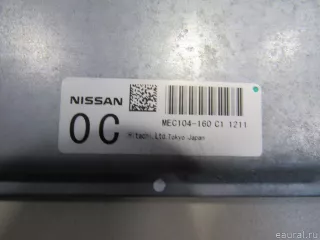 NISSAN
MEC104-160 C1 1211
0C
Hitachi,Ltd.Tokyo Japan
eaural.ru